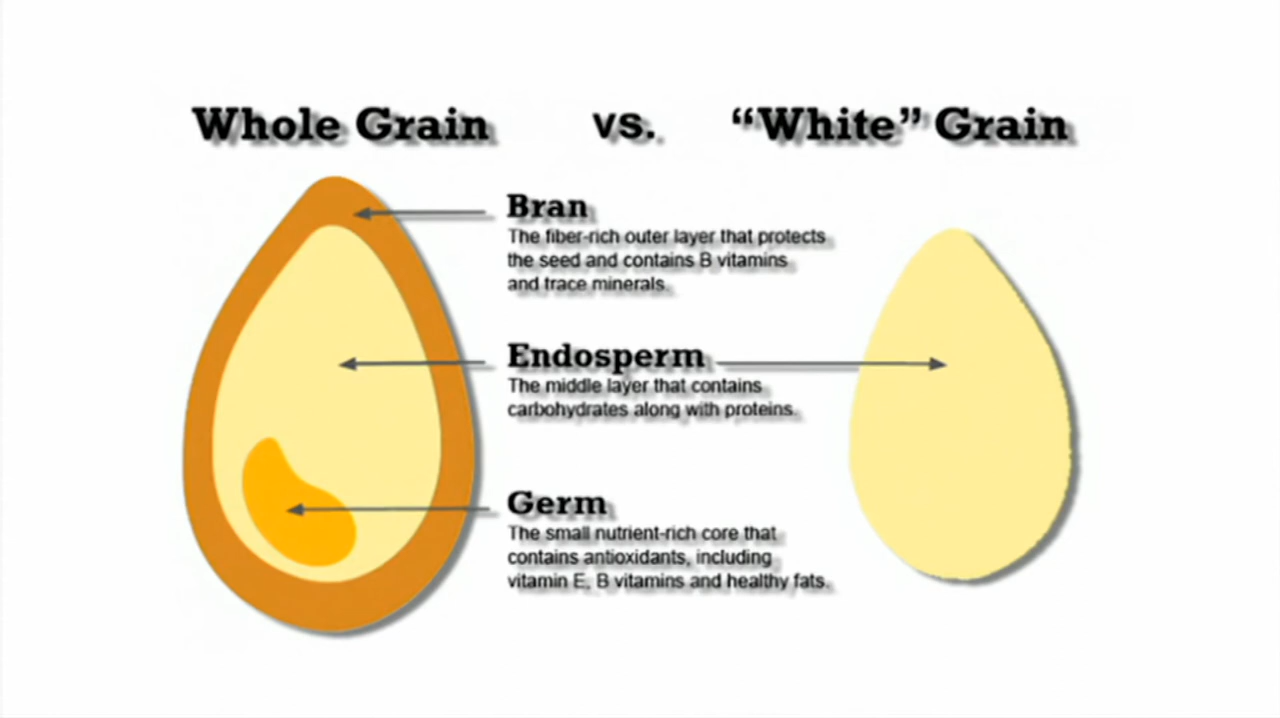 Whole Grain vs. “White” Grain
Bran
The fiber-rich outer layer that protects
the seed and contains B vitamins
and trace minerals.
Endosperm
The middle layer that contains
carbohydrates along with proteins.
Germ
The small nutrient-rich core that
contains antioxidants, including
vitamin E, B vitamins and healthy fats.